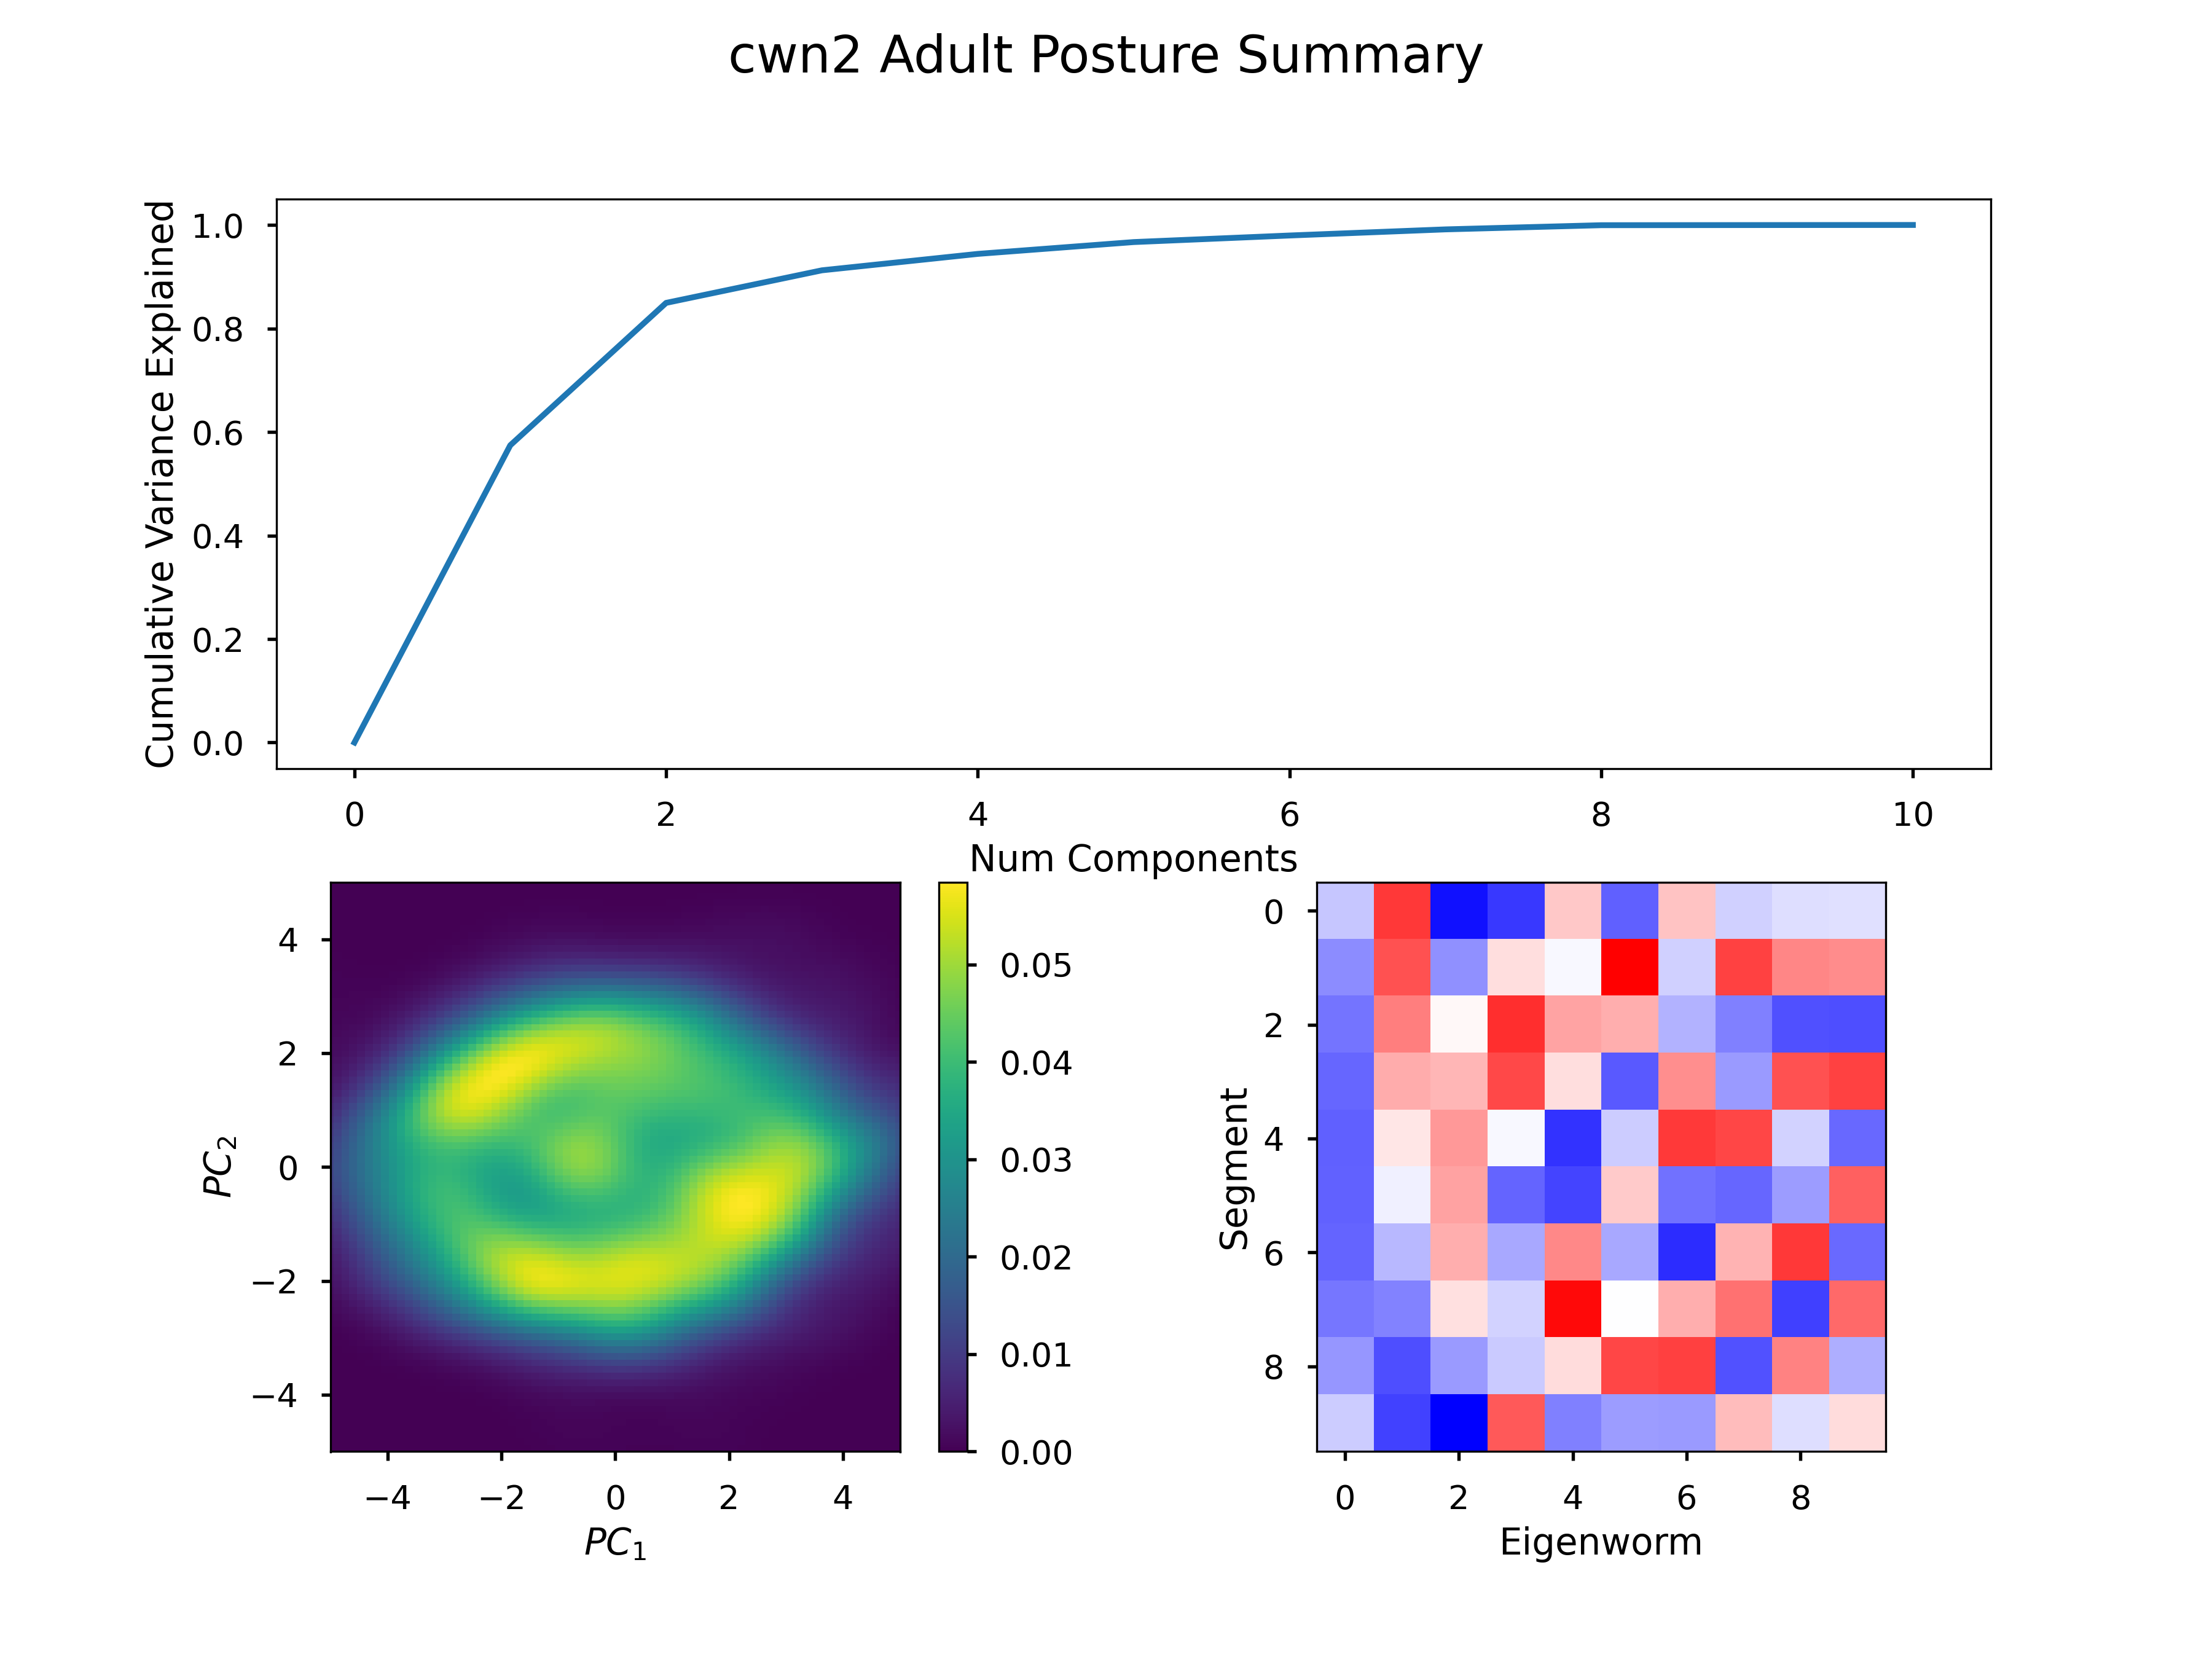 cwn2 Adult Posture Summary
Cumulative Variance Explained
1.0
0.8
0.6
0.4
0.2
0.0
0 2 4 6 8 10
Num Components
PC2
4
2
0
−2
−4
−4 −2 0 2 4
PC1
0.05
0.04
0.03
0.02
0.01
0.00
Segment
0
2
4
6
8
0 2 4 6 8
Eigenworm